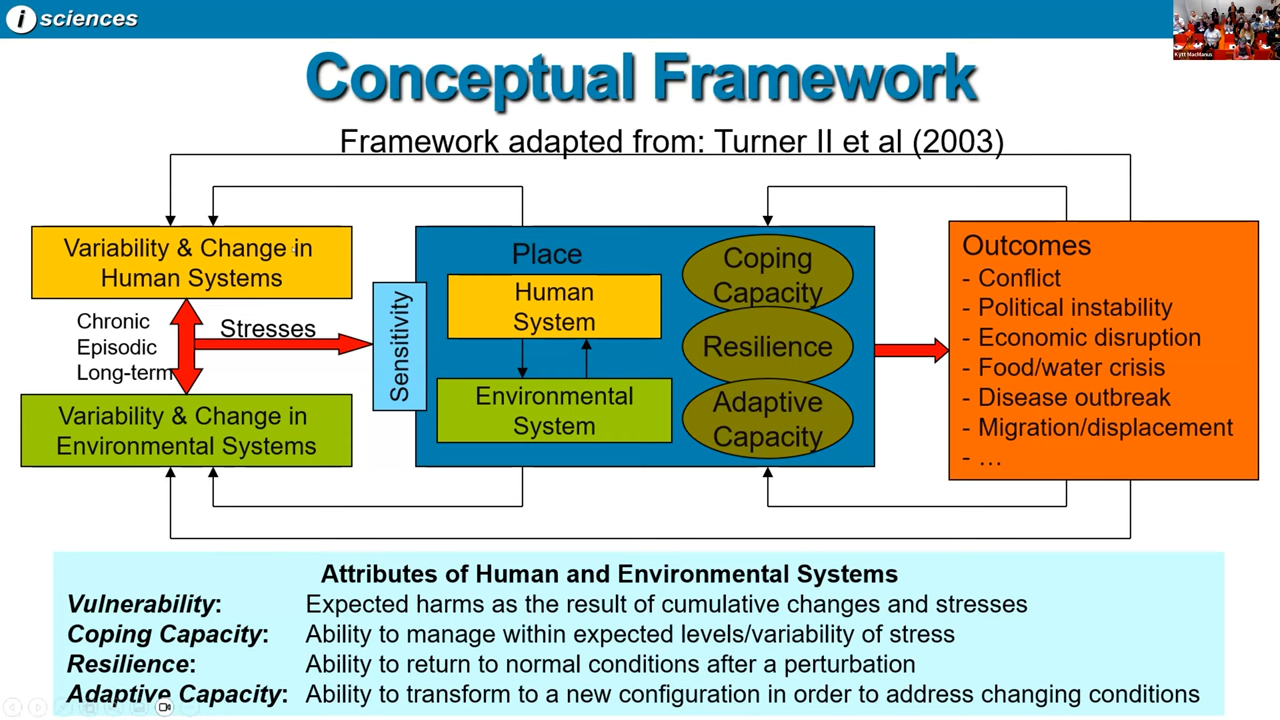 i sciences
Kytt MacManus
Conceptual Framework
Framework adapted from: Turner II et al (2003)
Variability & Change in
Human Systems
Chronic
Episodic
Long-term
Stresses
Variability & Change in
Environmental Systems
Sensitivity
Place
Human
System
Environmental
System
Coping
Capacity
Resilience
Adaptive
Capacity
Outcomes
- Conflict
- Political instability
- Economic disruption
- Food/water crisis
- Disease outbreak
- Migration/displacement
- …
Attributes of Human and Environmental Systems
Vulnerability: Expected harms as the result of cumulative changes and stresses
Coping Capacity: Ability to manage within expected levels/variability of stress
Resilience: Ability to return to normal conditions after a perturbation
Adaptive Capacity: Ability to transform to a new configuration in order to address changing conditions